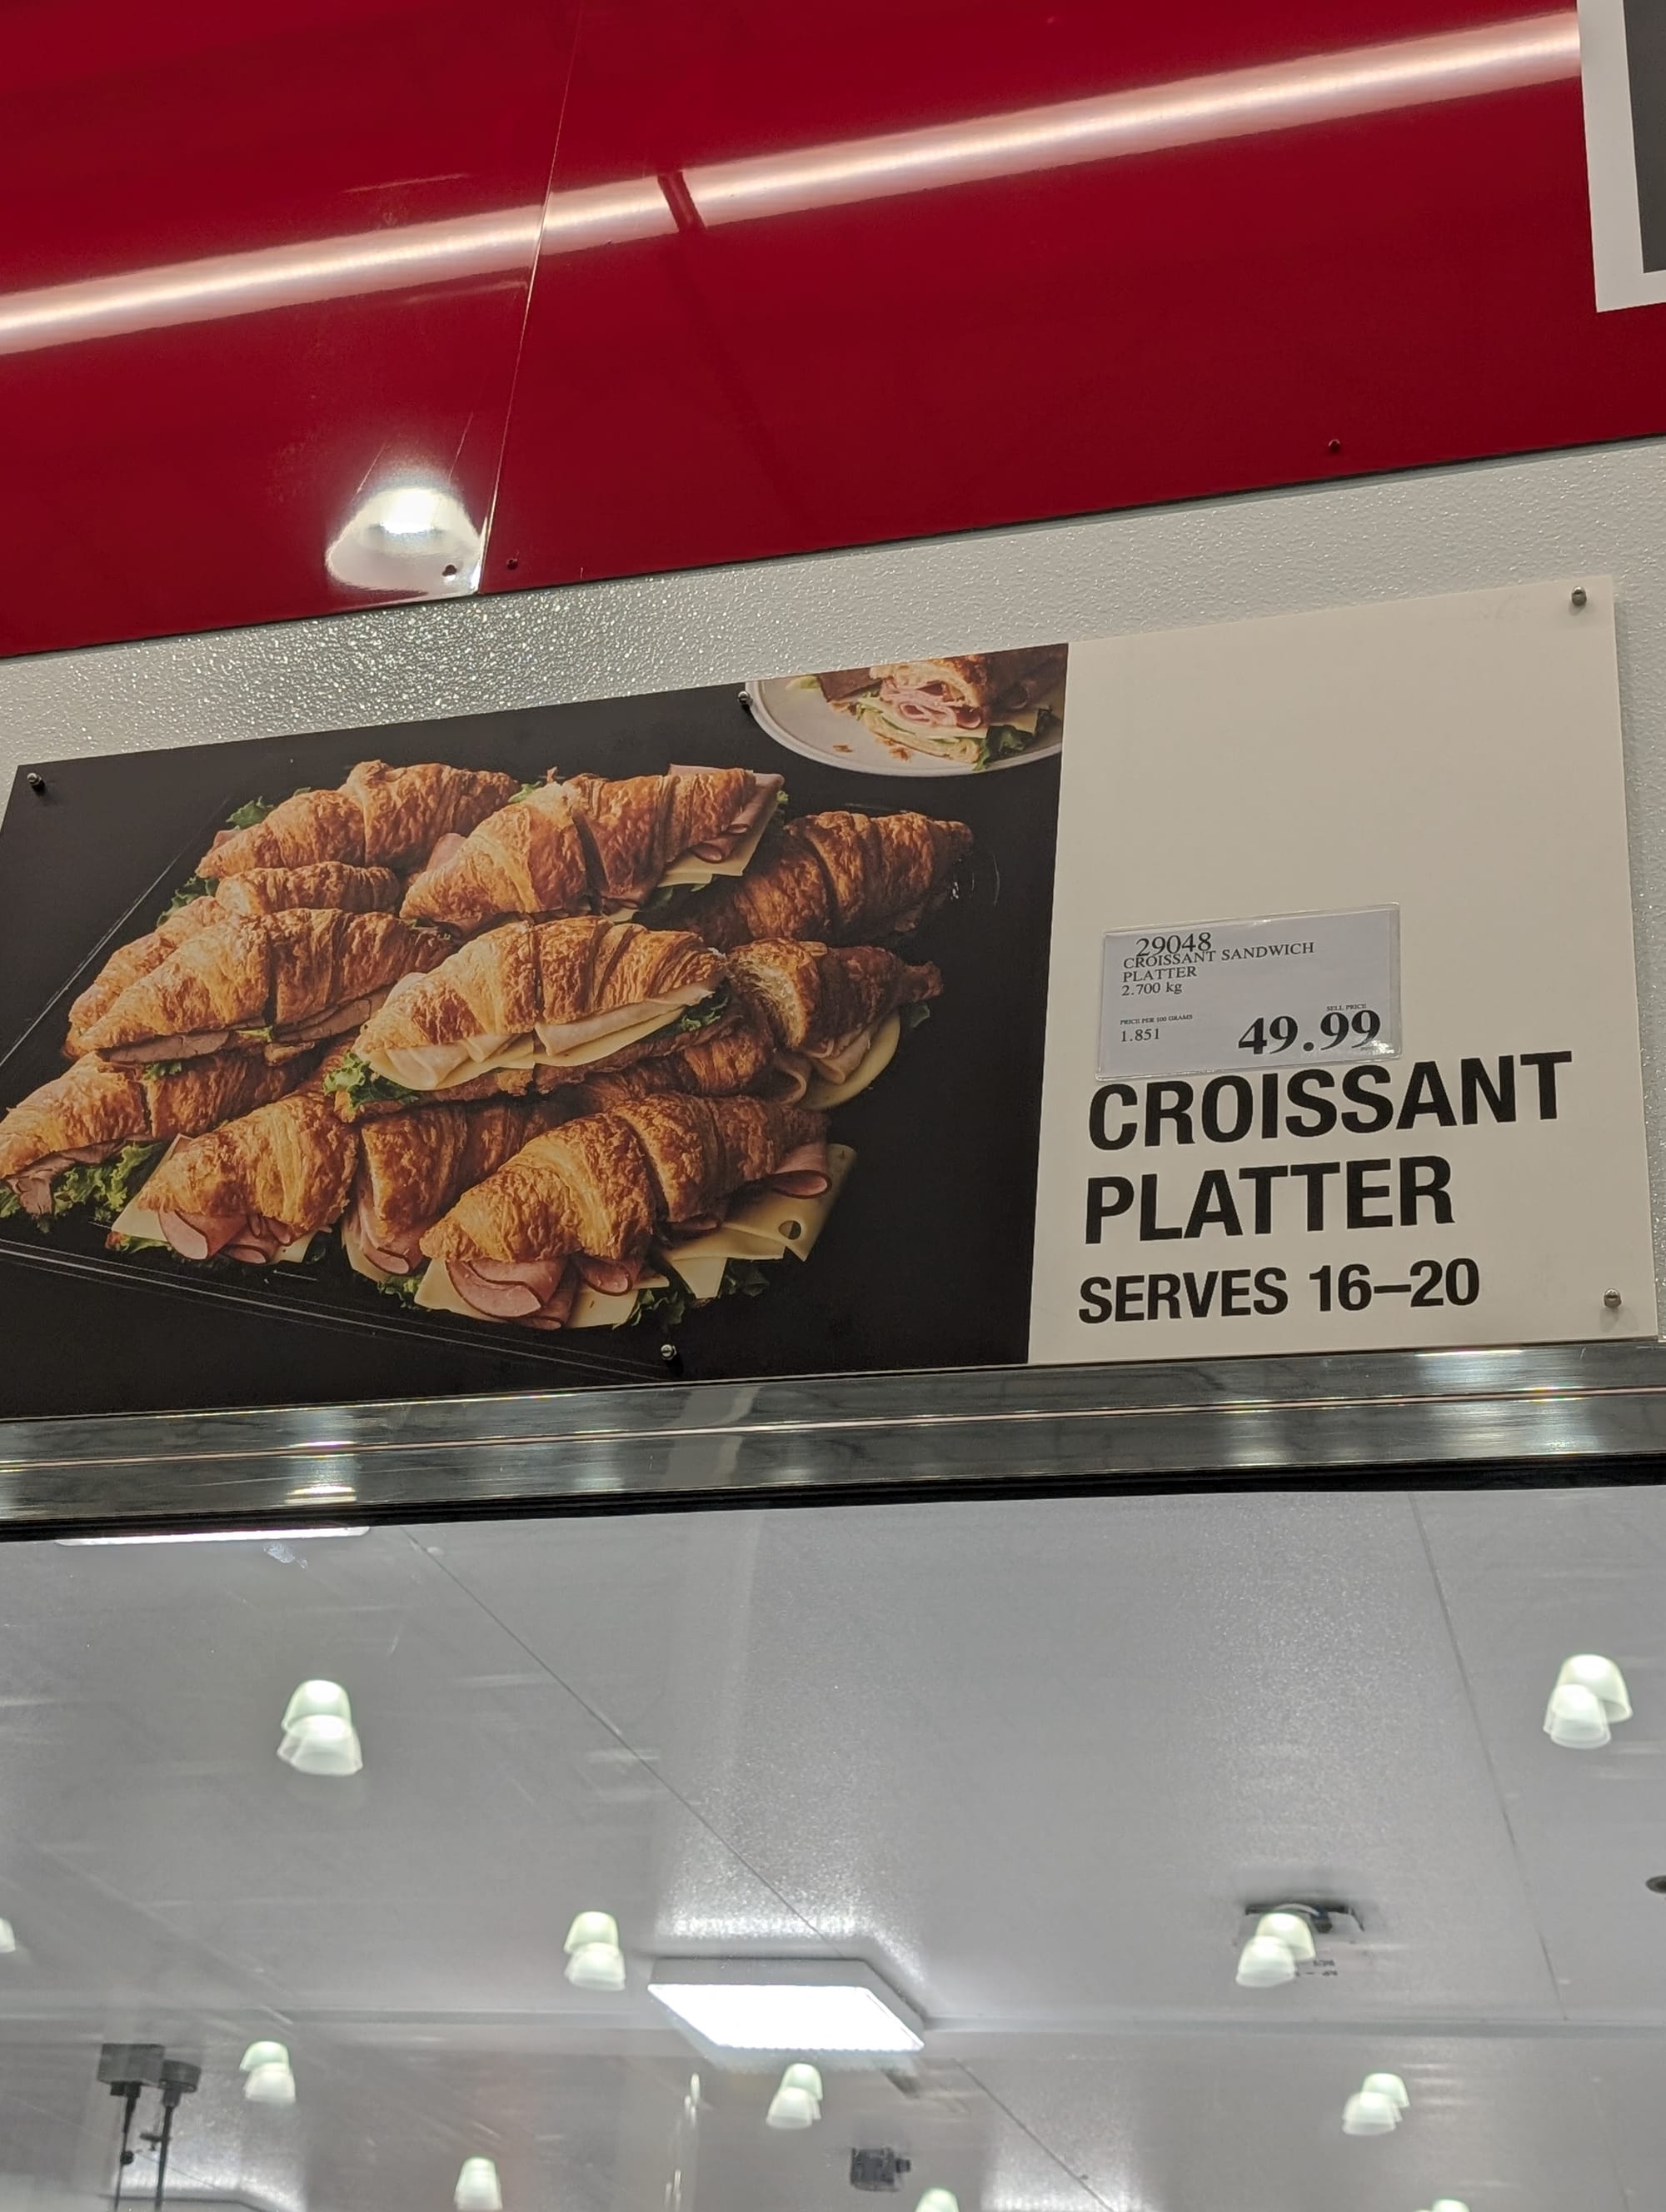 29048
CROISSANT SANDWICH
PLATTER
2.700 kg
PRICE PER 100 GRAMS
1.851
SELL PRICE
49.99
CROISSANT
PLATTER
SERVES 16–20